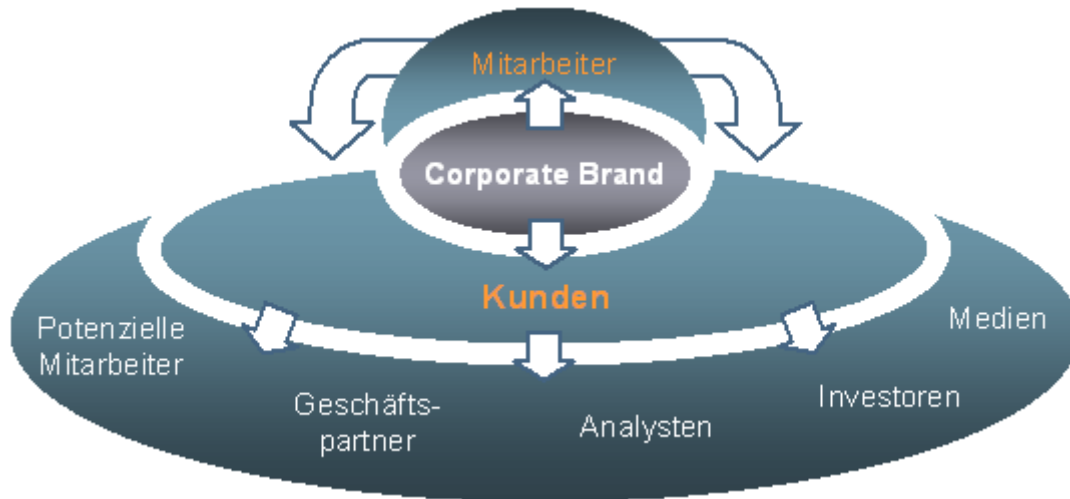 Mitarbeiter
Corporate Brand
Kunden
Potenzielle
Mitarbeiter
Geschäfts-
partner
Analysten
Investoren
Medien